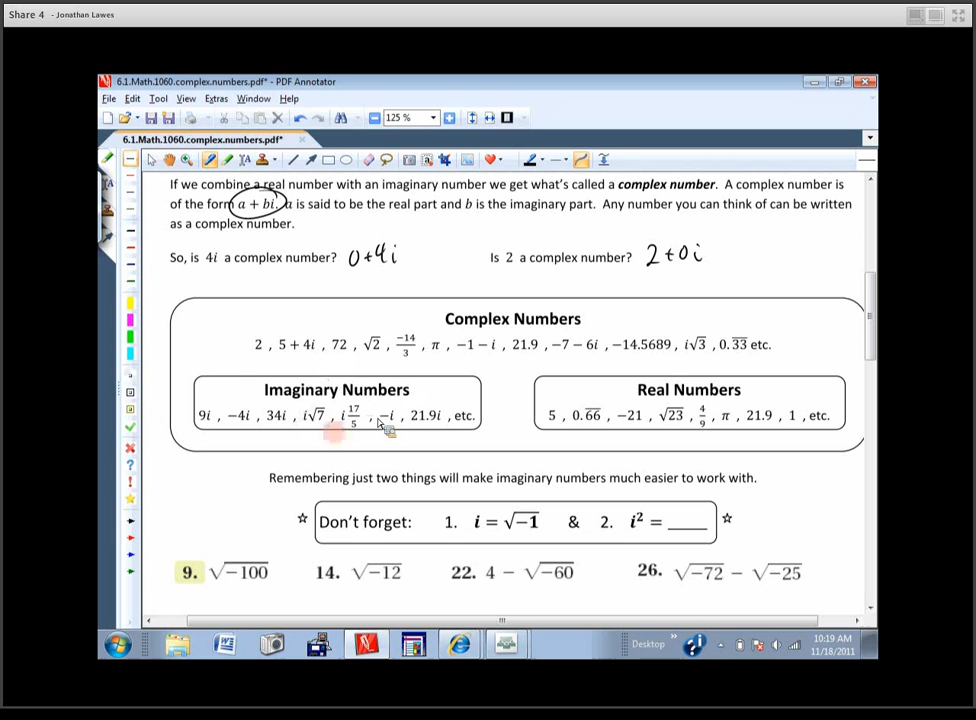 Share 4 - Jonathan Lawes
6.1.Math.1060.complex.numbers.pdf* - PDF Annotator
File Edit Tool View Extras Window Help
125 %
6.1.Math.1060.complex.numbers.pdf*
If we combine a real number with an imaginary number we get what's called a complex number. A complex number is
of the form a + bi. a is said to be the real part and b is the imaginary part. Any number you can think of can be written
as a complex number.
So, is 4i a complex number? 0+4i Is 2 a complex number? 2+0i
Complex Numbers
2 , 5 + 4i , 72 , √2 , -14/3 , π , -1 - i , 21.9 , -7 - 6i , -14.5689 , i√3 , 0.3̅3̅ etc.
Imaginary Numbers Real Numbers
9i , -4i , 34i , i√7 , i 17/5 , -i , 21.9i , etc. 5 , 0.6̅6̅ , -21 , √23 , 4/9 , π , 21.9 , 1 , etc.
Remembering just two things will make imaginary numbers much easier to work with.
☆ Don't forget: 1. i = √-1 & 2. i² = ____ ☆
9. √-100 14. √-12 22. 4 - √-60 26. √-72 - √-25
Desktop » 10:19 AM
11/18/2011